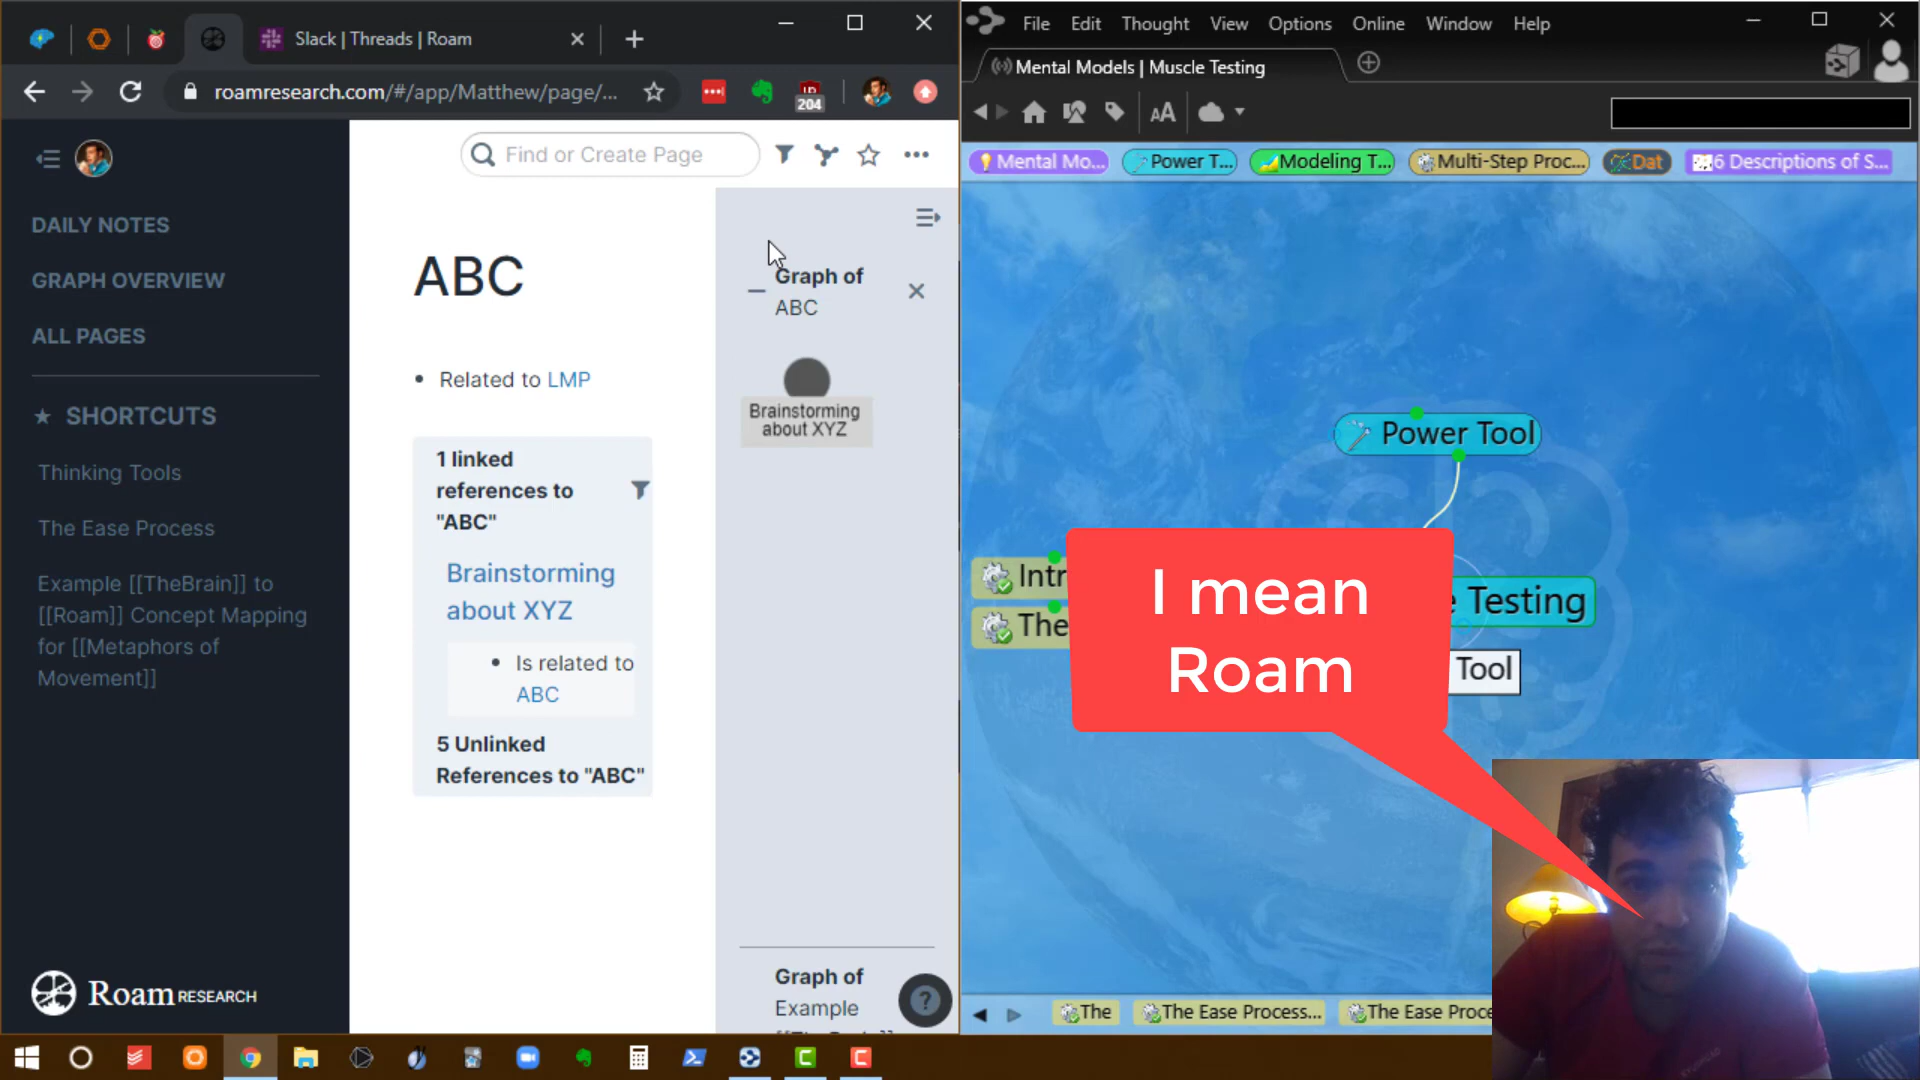 Slack | Threads | Roam
roamresearch.com/#/app/Matthew/page/...
204
Find or Create Page
DAILY NOTES
GRAPH OVERVIEW
ALL PAGES
SHORTCUTS
Thinking Tools
The Ease Process
Example [[TheBrain]] to
[[Roam]] Concept Mapping
for [[Metaphors of
Movement]]
Roam RESEARCH
ABC
Related to LMP
1 linked
references to
"ABC"
Brainstorming
about XYZ
Is related to
ABC
5 Unlinked
References to "ABC"
Graph of
ABC
Brainstorming
about XYZ
Graph of
Example
?
File Edit Thought View Options Online Window Help
Mental Models | Muscle Testing
AA
Mental Mo... Power T... Modeling T... Multi-Step Proc... Dat 6 Descriptions of S...
Power Tool
Intr
The
Testing
Tool
I mean
Roam
The The Ease Process... The Ease Proce